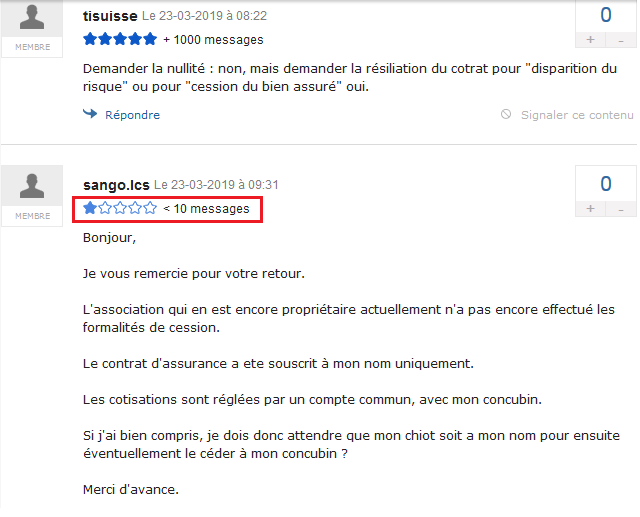 tisuisse Le 23-03-2019 à 08:22
0
MEMBRE
+ 1000 messages
+ -
Demander la nullité : non, mais demander la résiliation du cotrat pour "disparition du
risque" ou pour "cession du bien assuré" oui.
Répondre
Signaler ce contenu
sango.lcs Le 23-03-2019 à 09:31
0
MEMBRE
< 10 messages
+ -
Bonjour,
Je vous remercie pour votre retour.
L'association qui en est encore propriétaire actuellement n'a pas encore effectué les
formalités de cession.
Le contrat d'assurance a ete souscrit à mon nom uniquement.
Les cotisations sont réglées par un compte commun, avec mon concubin.
Si j'ai bien compris, je dois donc attendre que mon chiot soit a mon nom pour ensuite
éventuellement le céder à mon concubin ?
Merci d'avance.